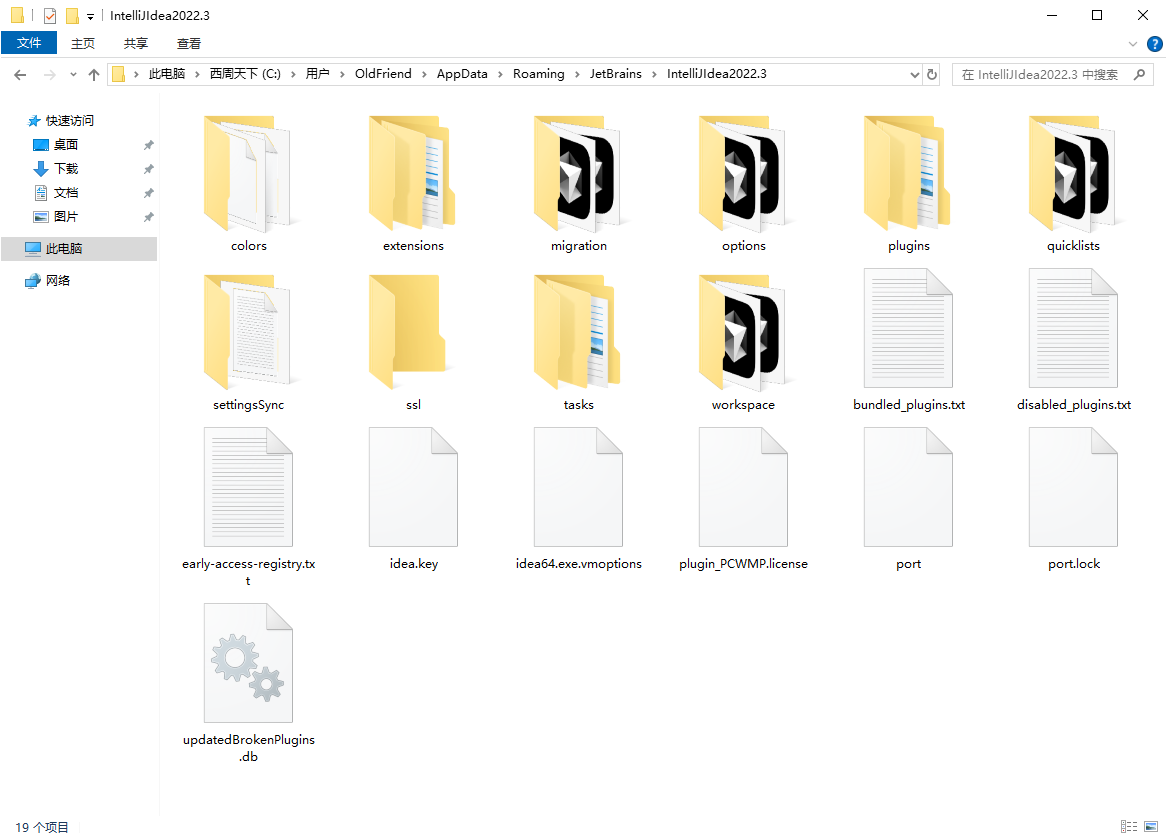 IntelliJIdea2022.3
文件 主页 共享 查看
此电脑 西周天下 (C:) 用户 OldFriend AppData Roaming JetBrains IntelliJIdea2022.3 在 IntelliJIdea2022.3 中搜索
快速访问
桌面
下载
文档
图片
此电脑
网络
colors extensions migration options plugins quicklists
settingsSync ssl tasks workspace bundled_plugins.txt disabled_plugins.txt
early-access-registry.tx
t
idea.key idea64.exe.vmoptions plugin_PCWMP.license port port.lock
updatedBrokenPlugins
.db
19 个项目